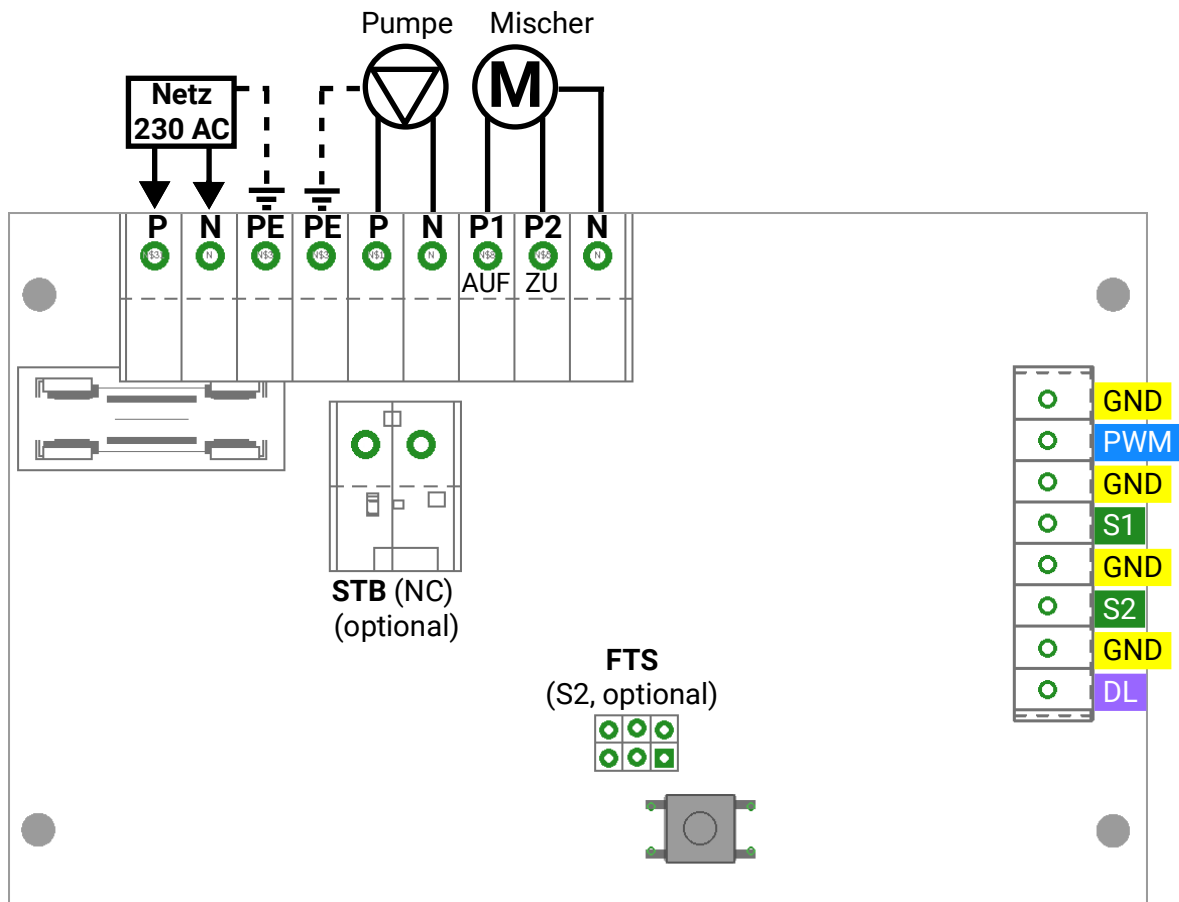 Pumpe Mischer
Netz
230 AC
P N PE PE P N P1 P2 N
AUF ZU
GND
PWM
GND
S1
GND
S2
GND
DL
STB (NC)
(optional)
FTS
(S2, optional)